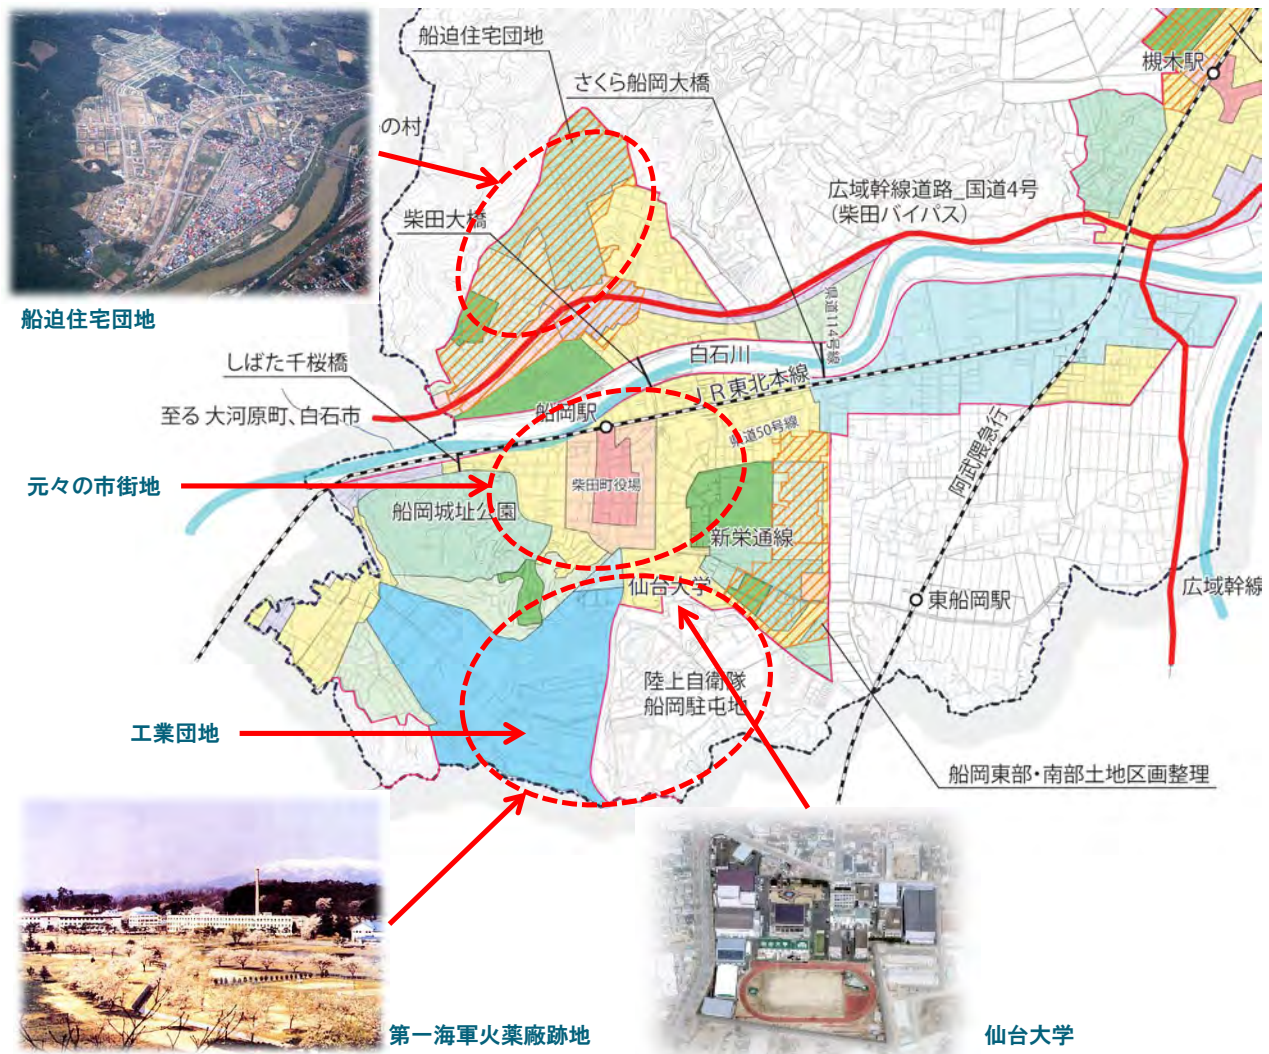 船迫住宅団地
さくら船岡大橋
槻木駅
の村
広域幹線道路_国道4号
(柴田バイパス)
柴田大橋
船迫住宅団地
県道114号線
白石川
しばた千桜橋
JR東北本線
至る 大河原町、白石市
船岡駅
県道50号線
阿武隈急行
元々の市街地
柴田町役場
船岡城址公園
新栄通線
仙台大学
東船岡駅
広域幹線
陸上自衛隊
船岡駐屯地
工業団地
船岡東部・南部土地区画整理
仙台大学
第一海軍火薬廠跡地
仙台大学